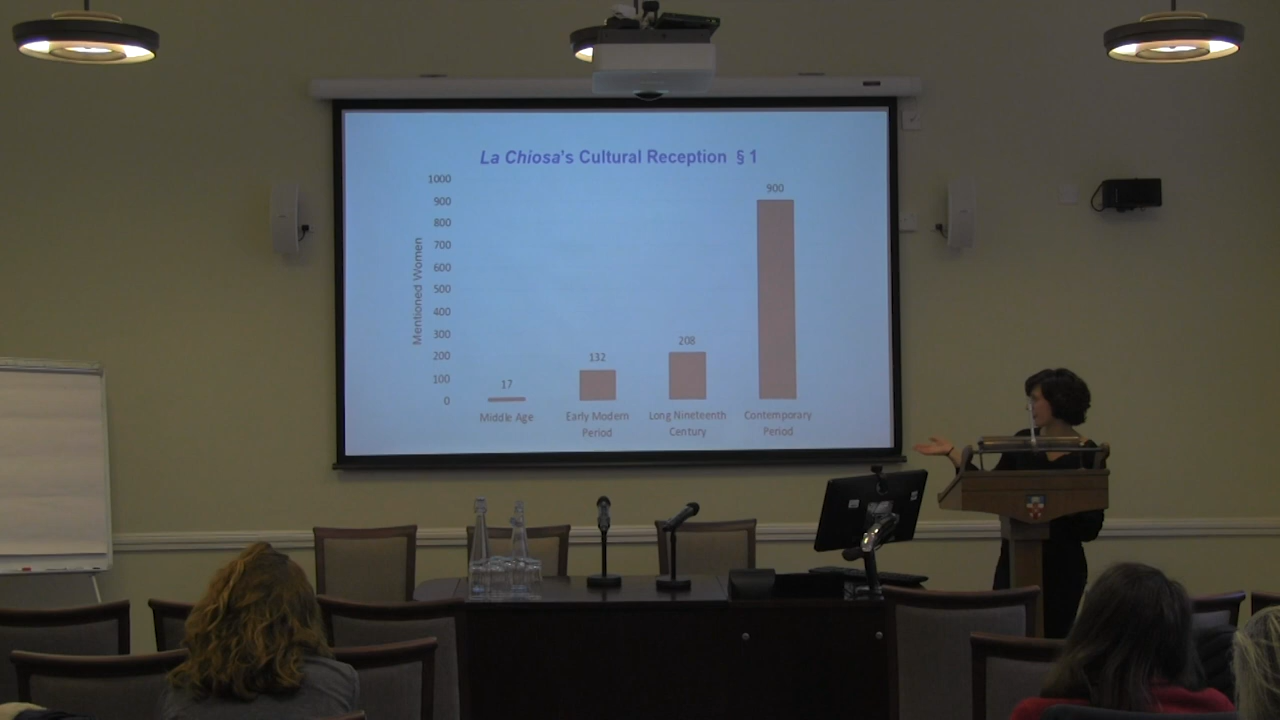 La Chiosa's Cultural Reception § 1
Mentioned Women
1000
900
800
700
600
500
400
300
200
100
0
17
132
208
900
Middle Age
Early Modern
Period
Long Nineteenth
Century
Contemporary
Period